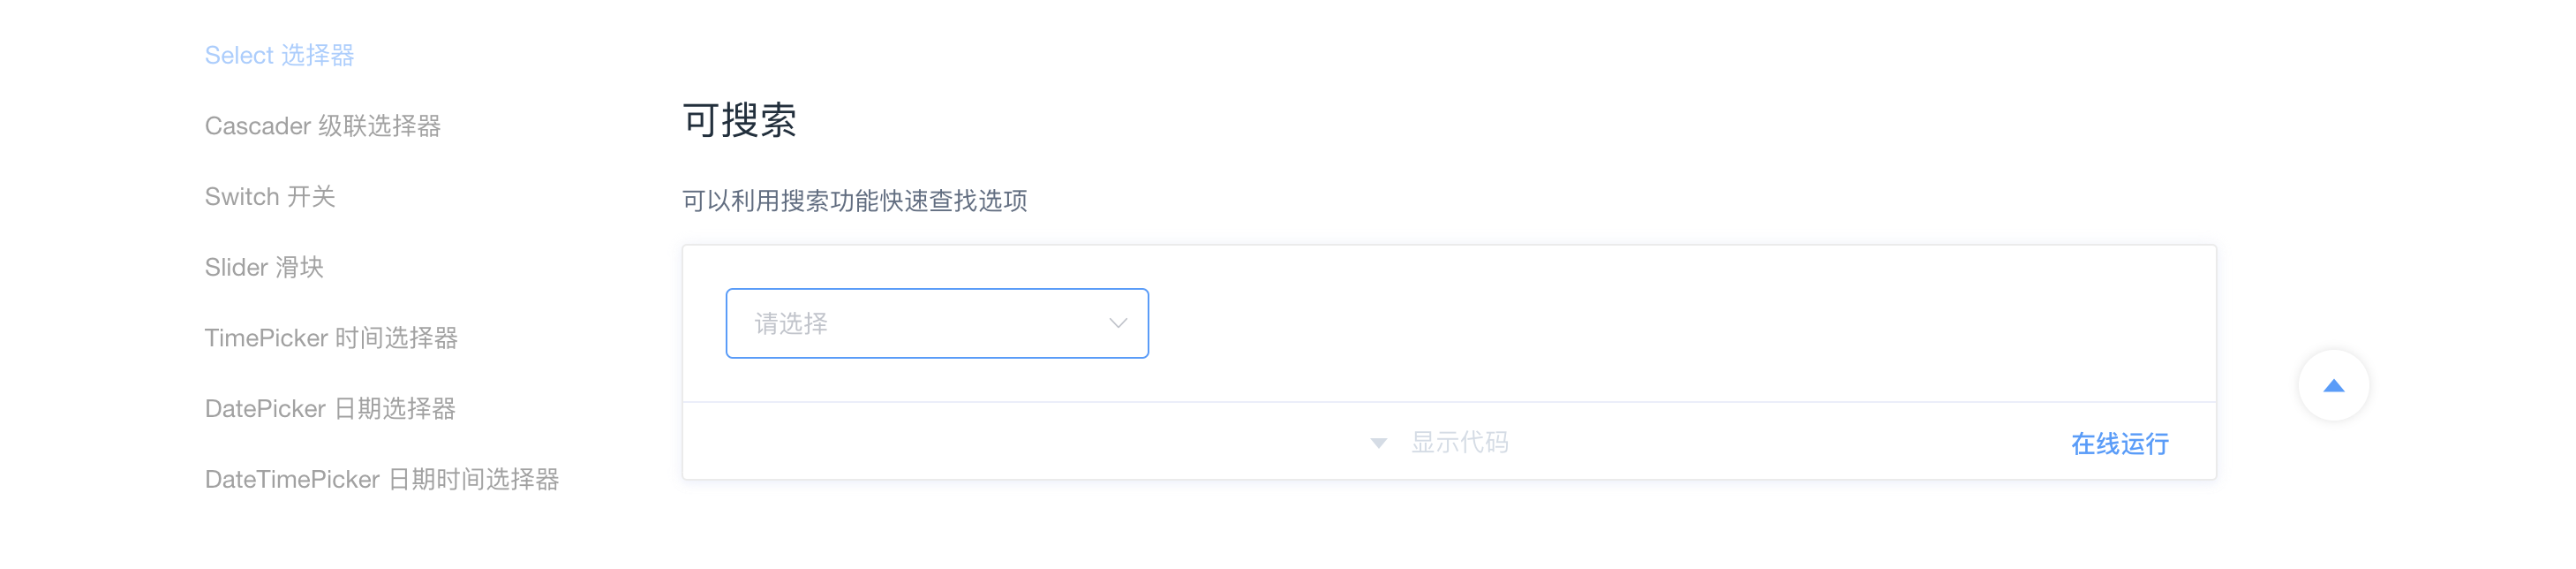 Select 选择器
Cascader 级联选择器
Switch 开关
Slider 滑块
TimePicker 时间选择器
DatePicker 日期选择器
DateTimePicker 日期时间选择器
可搜索
可以利用搜索功能快速查找选项
请选择
显示代码
在线运行